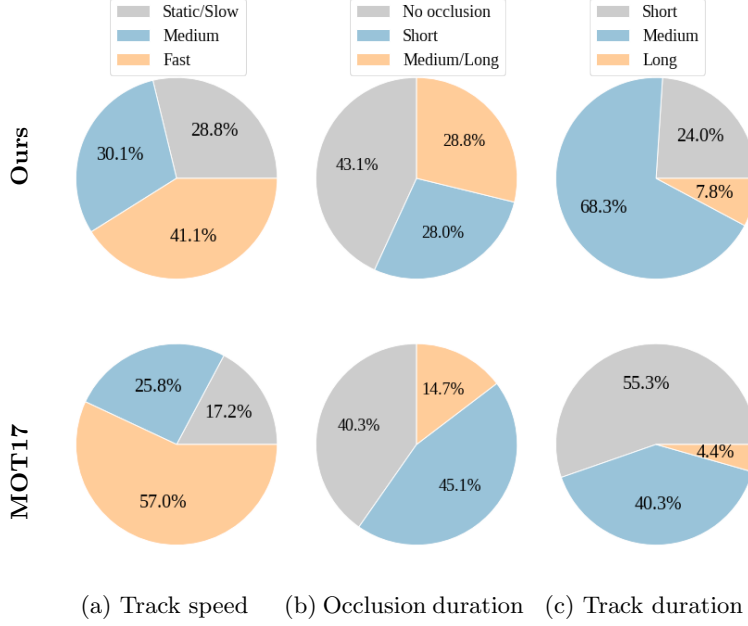 Static/Slow
Medium
Fast
No occlusion
Short
Medium/Long
Short
Medium
Long
Ours
28.8%
30.1%
41.1%
28.8%
43.1%
28.0%
24.0%
7.8%
68.3%
MOT17
25.8%
17.2%
57.0%
14.7%
40.3%
45.1%
55.3%
4.4%
40.3%
(a) Track speed
(b) Occlusion duration
(c) Track duration